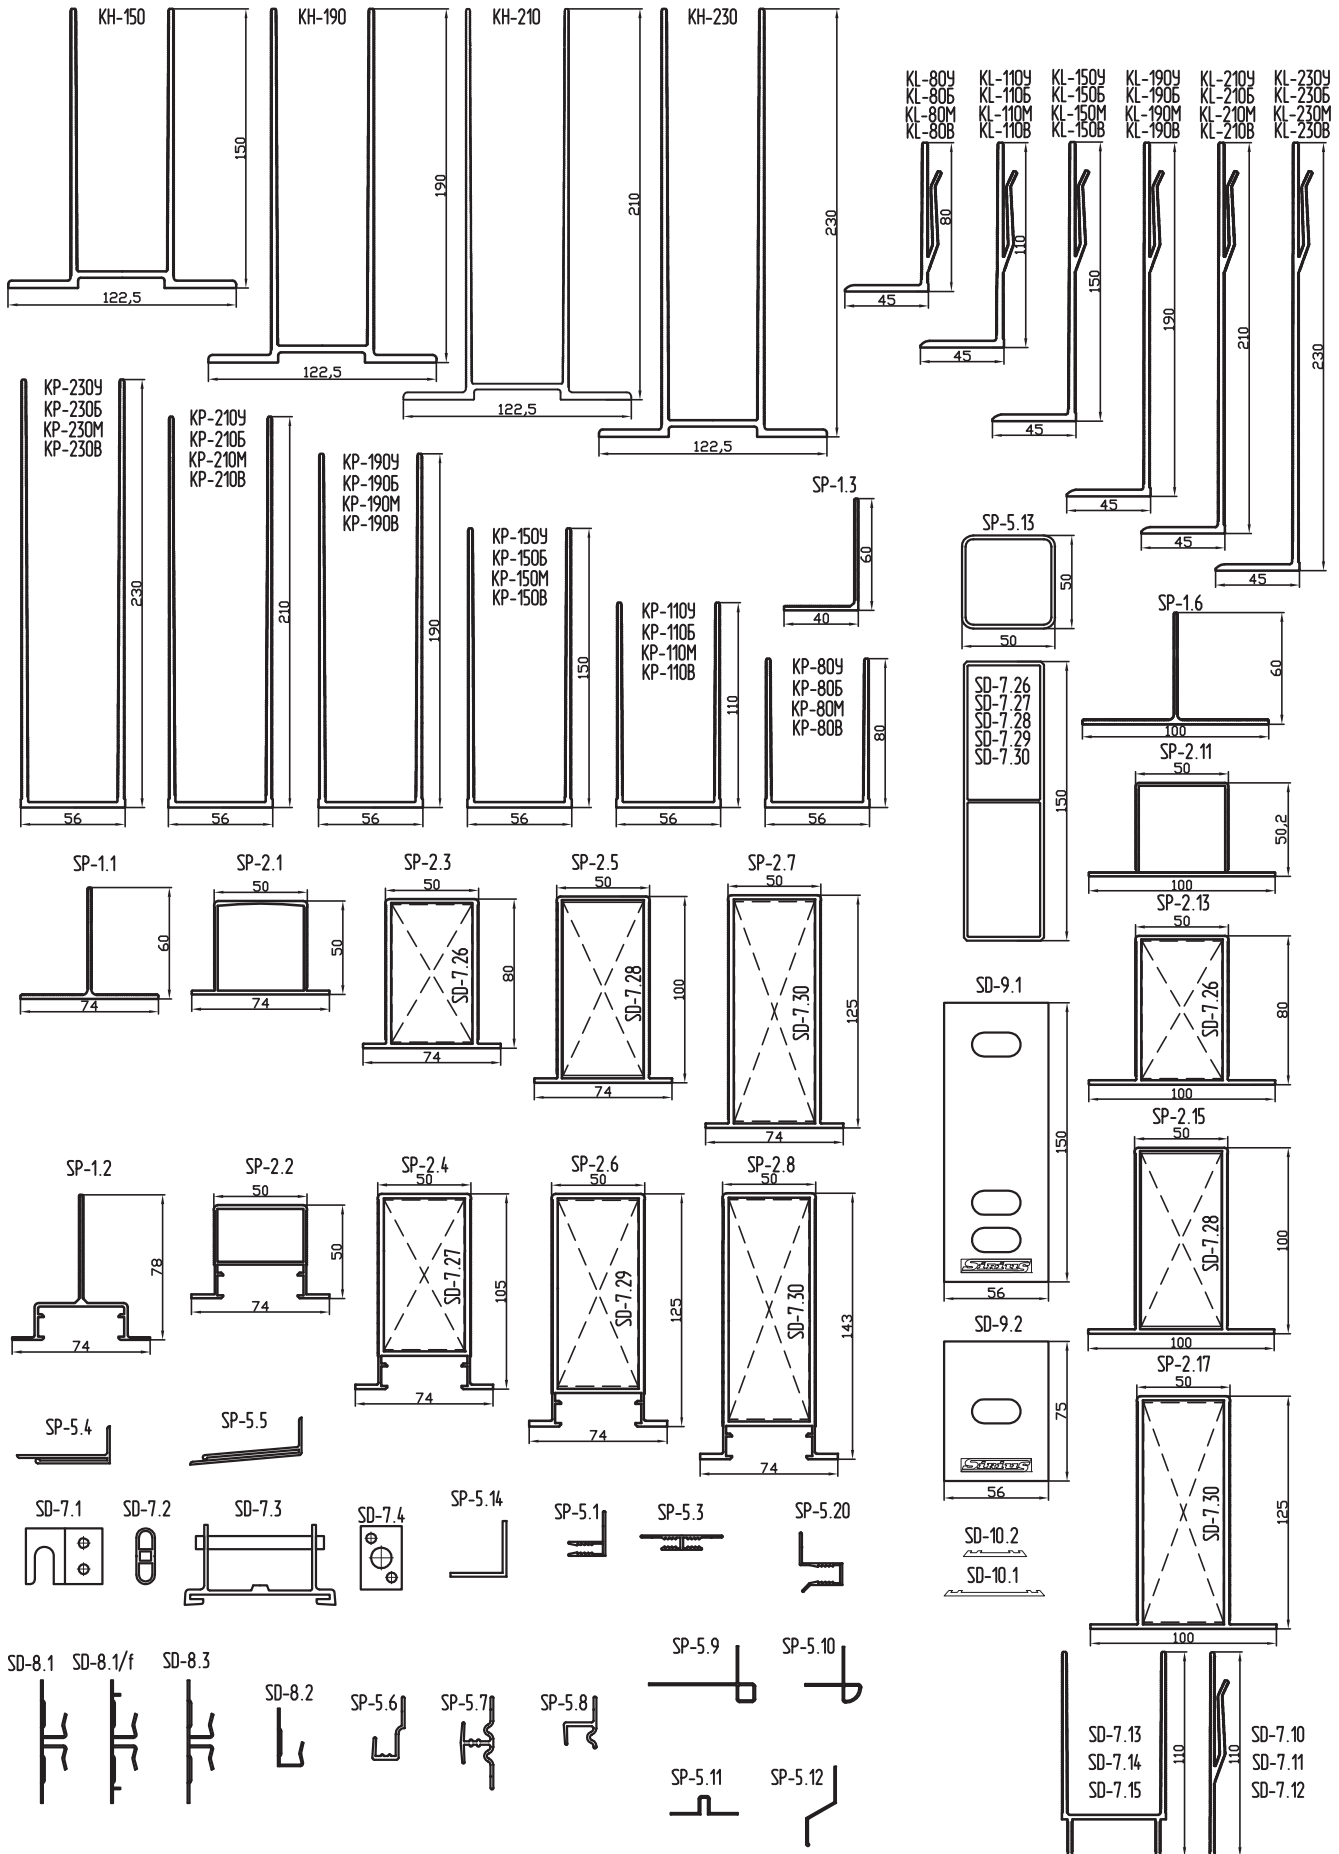 KH-150
KH-190
KH-210
KH-230
150
122,5
190
122,5
210
122,5
230
122,5
KL-80У
KL-80Б
KL-80М
KL-80В
KL-110У
KL-110Б
KL-110М
KL-110В
KL-150У
KL-150Б
KL-150М
KL-150В
KL-190У
KL-190Б
KL-190М
KL-190В
KL-210У
KL-210Б
KL-210М
KL-210В
KL-230У
KL-230Б
KL-230М
KL-230В
80
45
110
45
150
45
190
45
210
45
230
45
KP-230У
KP-230Б
KP-230М
KP-230В
230
56
KP-210У
KP-210Б
KP-210М
KP-210В
210
56
KP-190У
KP-190Б
KP-190М
KP-190В
190
56
KP-150У
KP-150Б
KP-150М
KP-150В
150
56
KP-110У
KP-110Б
KP-110М
KP-110В
110
56
KP-80У
KP-80Б
KP-80М
KP-80В
80
56
SP-1.3
60
40
SP-5.13
50
50
SP-1.6
60
100
SD-7.26
SD-7.27
SD-7.28
SD-7.29
SD-7.30
150
SP-2.11
50
50,2
100
SP-1.1
60
74
SP-2.1
50
50
74
SP-2.3
50
SD-7.26
80
74
SP-2.5
50
SD-7.28
100
74
SP-2.7
50
SD-7.30
125
74
SP-2.13
50
SD-7.26
80
100
SD-9.1
150
Sirius
56
SP-2.15
50
SD-7.28
100
100
SP-1.2
78
74
SP-2.2
50
50
74
SP-2.4
50
SD-7.27
105
74
SP-2.6
50
SD-7.29
125
74
SP-2.8
50
SD-7.30
143
74
SD-9.2
75
Sirius
56
SP-2.17
50
SD-7.30
125
100
SP-5.4
SP-5.5
SD-7.1
SD-7.2
SD-7.3
SD-7.4
SP-5.14
SP-5.1
SP-5.3
SP-5.20
SD-10.2
SD-10.1
SD-8.1
SD-8.1/f
SD-8.3
SD-8.2
SP-5.6
SP-5.7
SP-5.8
SP-5.9
SP-5.10
SP-5.11
SP-5.12
SD-7.13
SD-7.14
SD-7.15
110
110
SD-7.10
SD-7.11
SD-7.12